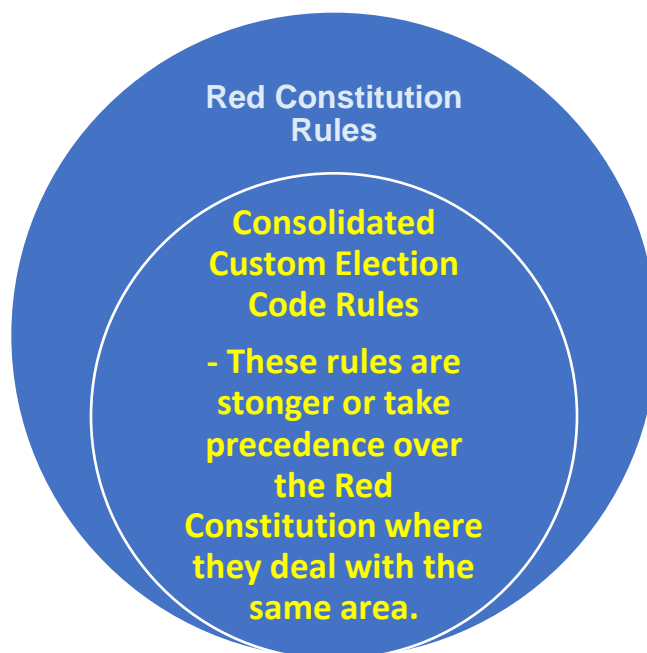 Red Constitution
Rules
Consolidated
Custom Election
Code Rules
- These rules are
stonger or take
precedence over
the Red
Constitution where
they deal with the
same area.